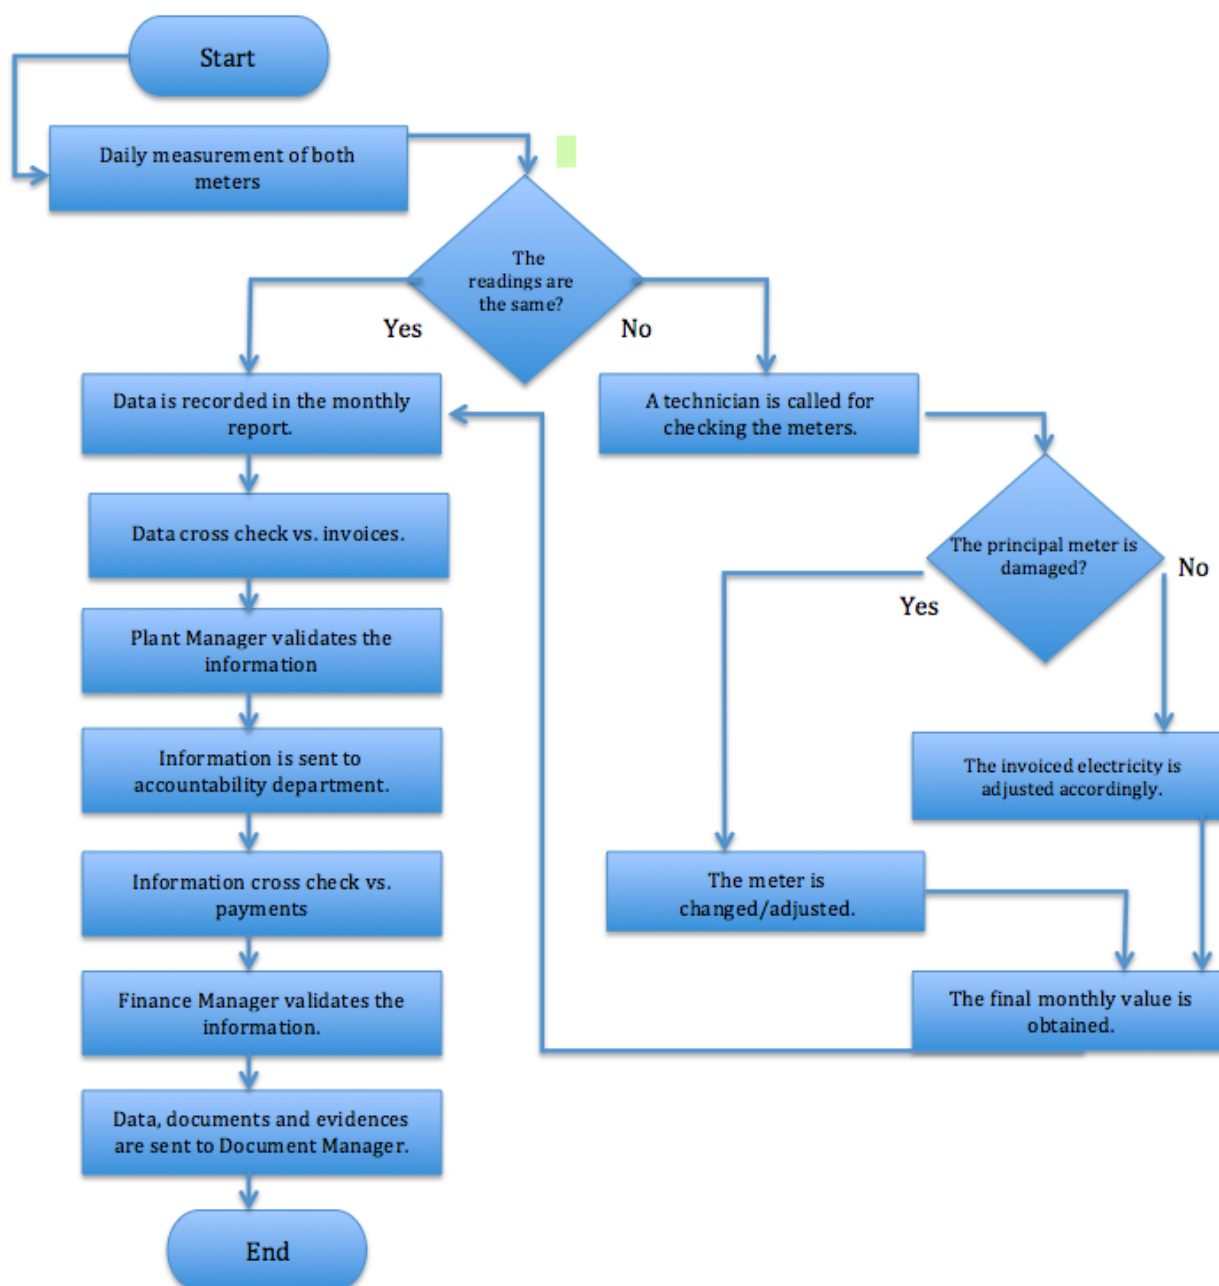 Start
Daily measurement of both
meters
The
readings are
the same?
Yes
No
Data is recorded in the monthly
report.
A technician is called for
checking the meters.
Data cross check vs. invoices.
The principal meter is
damaged?
Yes
No
Plant Manager validates the
information
Information is sent to
accountability department.
The invoiced electricity is
adjusted accordingly.
Information cross check vs.
payments
The meter is
changed/adjusted.
Finance Manager validates the
information.
The final monthly value is
obtained.
Data, documents and evidences
are sent to Document Manager.
End